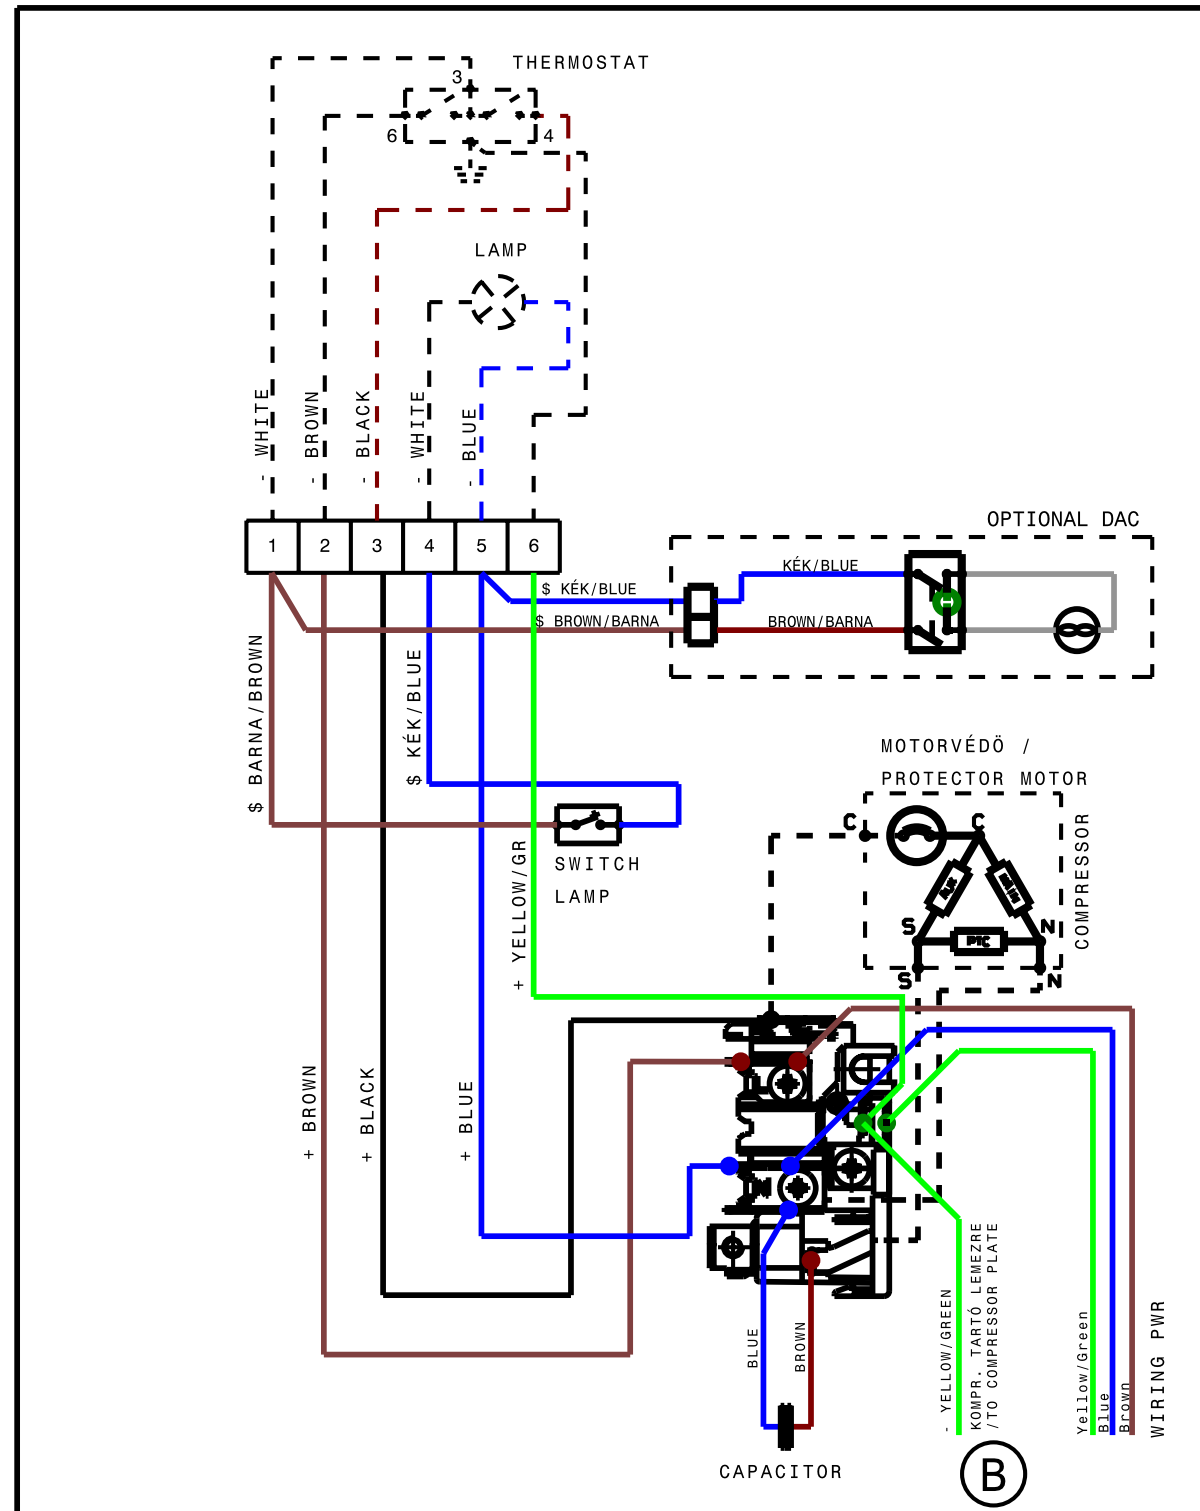 THERMOSTAT
3
6
4
LAMP
- WHITE
- BROWN
- BLACK
- WHITE
- BLUE
1 2 3 4 5 6
OPTIONAL DAC
$ KÉK/BLUE
KÉK/BLUE
$ BROWN/BARNA
BROWN/BARNA
$ BARNA/BROWN
$ KÉK/BLUE
MOTORVÉDÖ /
PROTECTOR MOTOR
C
C
AUX
MAIN
PTC
S
N
S
N
COMPRESSOR
SWITCH
LAMP
+ YELLOW/GR
+ BROWN
+ BLACK
+ BLUE
N
BLUE
BROWN
CAPACITOR
- YELLOW/GREEN
KOMPR. TARTÓ LEMEZRE
/TO COMPRESSOR PLATE
B
Yellow/Green
Blue
Brown
WIRING PWR